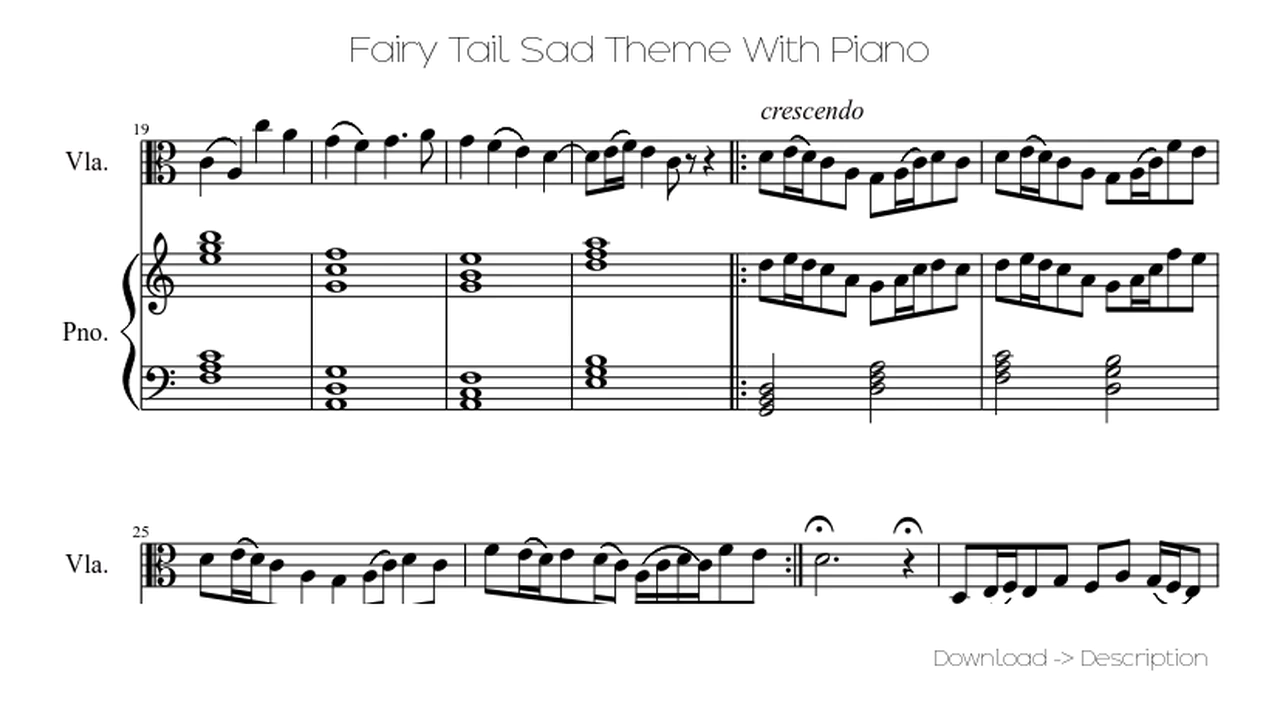 Fairy Tail Sad Theme With Piano
crescendo
19
Vla.
Pno.
25
Vla.
Download -> Description